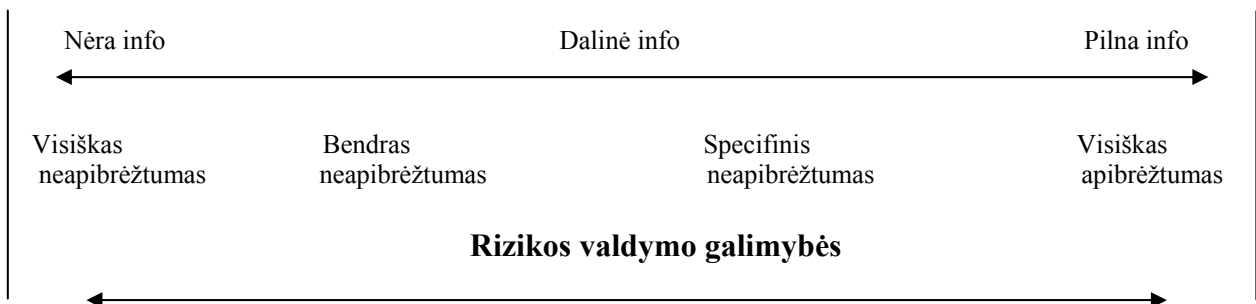 Nėra info Dalinė info Pilna info
Visiškas Bendras Specifinis Visiškas
neapibrėžtumas neapibrėžtumas neapibrėžtumas apibrėžtumas
Rizikos valdymo galimybės